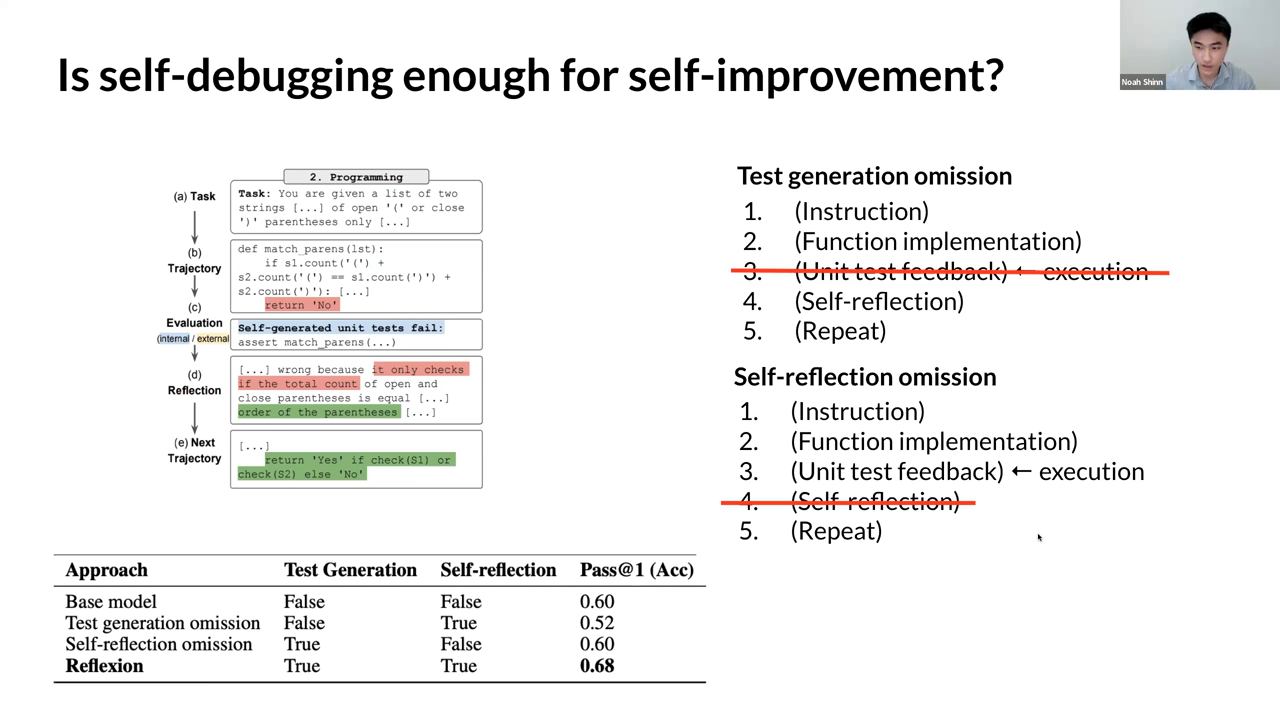 Is self-debugging enough for self-improvement?
Noah Shinn
2. Programming
(a) Task
Task: You are given a list of two
strings [...] of open '(' or close
')' parentheses only [...]
(b)
Trajectory
def match_parens(lst):
if s1.count('(') +
s2.count('(') == s1.count(')') +
s2.count(')'): [...]
return 'No'
(c)
Evaluation
(internal / external)
Self-generated unit tests fail:
assert match_parens(...)
(d)
Reflection
[...] wrong because it only checks
if the total count of open and
close parentheses is equal [...]
order of the parentheses [...]
(e) Next
Trajectory
[...]
return 'Yes' if check(S1) or
check(S2) else 'No'
Test generation omission
1. (Instruction)
2. (Function implementation)
3. (Unit test feedback) ← execution
4. (Self-reflection)
5. (Repeat)
Self-reflection omission
1. (Instruction)
2. (Function implementation)
3. (Unit test feedback) ← execution
4. (Self-reflection)
5. (Repeat)
Approach Test Generation Self-reflection Pass@1 (Acc)
Base model False False 0.60
Test generation omission False True 0.52
Self-reflection omission True False 0.60
Reflexion True True 0.68